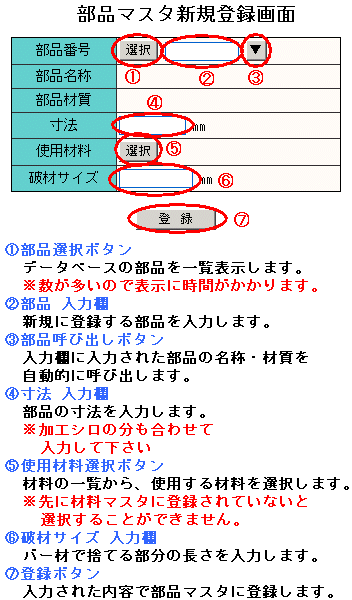 部品マスタ新規登録画面
部品番号 選択 ▼
部品名称 ① ② ③
部品材質 ④
寸法 mm
使用材料 選択 ⑤
破材サイズ mm ⑥
登 録 ⑦
①部品選択ボタン
データベースの部品を一覧表示します。
※数が多いので表示に時間がかかります。
②部品 入力欄
新規に登録する部品を入力します。
③部品呼び出しボタン
入力欄に入力された部品の名称・材質を
自動的に呼び出します。
④寸法 入力欄
部品の寸法を入力します。
※加工シロの分も合わせて
入力して下さい
⑤使用材料選択ボタン
材料の一覧から、使用する材料を選択します。
※先に材料マスタに登録されていないと
選択することができません。
⑥破材サイズ 入力欄
バー材で捨てる部分の長さを入力します。
⑦登録ボタン
入力された内容で部品マスタに登録します。